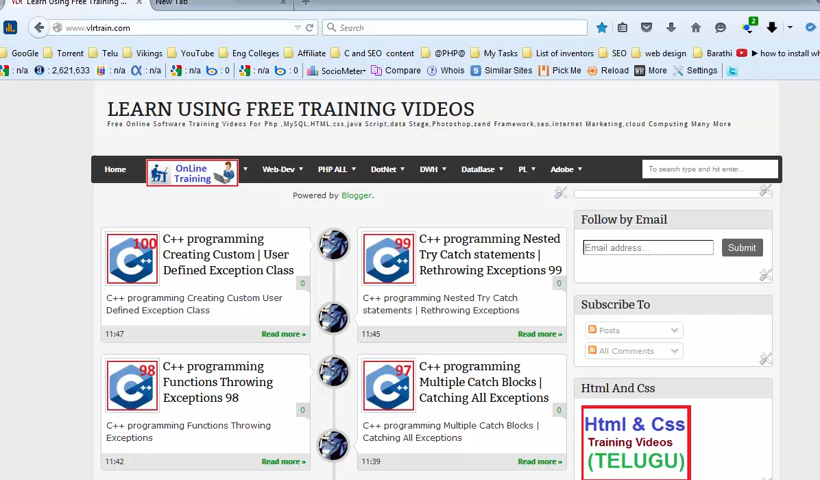 Learn Using Free Training Videos
New Tab
www.vlrtrain.com
Search
2
GooGle
Torrent
Telu
Vikings
YouTube
Eng Colleges
Affiliate
C and SEO content
@PHP@
My Tasks
List of inventors
SEO
web design
Barathi
how to install
: n/a
: 2,621,633
: n/a
: n/a
: n/a
: 0
: n/a
: 0
SocioMeter
Compare
Whois
Similar Sites
Pick Me
Reload
More
Settings
LEARN USING FREE TRAINING VIDEOS
Free Online Software Training Videos For Php ,MySQL,HTML,css,java Script,data Stage,Photoshop,zend Framework,seo,internet Marketing,cloud Computing Many More
Home
OnLine
Training
Web-Dev
PHP ALL
DotNet
DWH
DataBase
PL
Adobe
To search type and hit enter...
Powered by Blogger.
100
C++ programming
Creating Custom | User
Defined Exception Class
0
C++ programming Creating Custom User
Defined Exception Class
11:47
Read more »
99
C++ programming Nested
Try Catch statements |
Rethrowing Exceptions 99
0
C++ programming Nested Try Catch
statements | Rethrowing Exceptions
11:45
Read more »
98
C++ programming
Functions Throwing
Exceptions 98
0
C++ programming Functions Throwing
Exceptions
11:42
Read more »
97
C++ programming
Multiple Catch Blocks |
Catching All Exceptions
0
C++ programming Multiple Catch Blocks |
Catching All Exceptions
11:39
Read more »
Follow by Email
Email address...
Submit
Subscribe To
Posts
All Comments
Html And Css
Html & Css
Training Videos
(TELUGU)